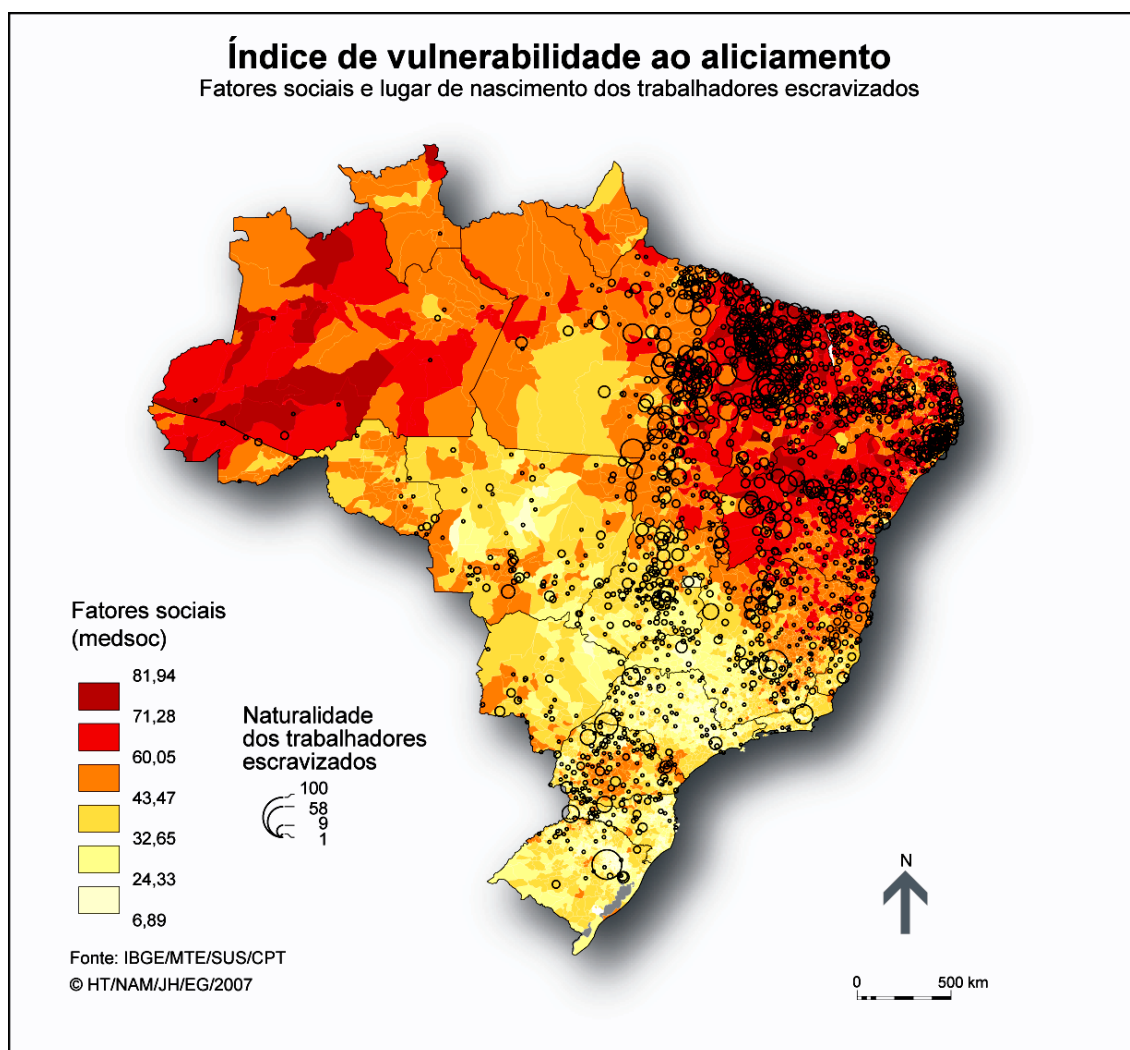 Índice de vulnerabilidade ao aliciamento
Fatores sociais e lugar de nascimento dos trabalhadores escravizados
Fatores sociais
(medsoc)
81,94
71,28
60,05
43,47
32,65
24,33
6,89
Naturalidade
dos trabalhadores
escravizados
100
58
9
1
Fonte: IBGE/MTE/SUS/CPT
© HT/NAM/JH/EG/2007
N
0 500 km